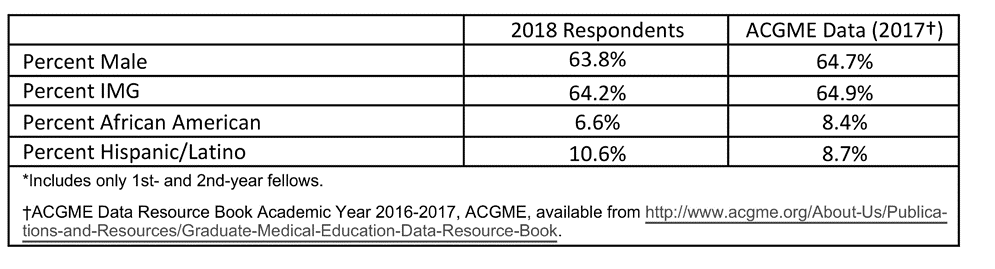 2018 Respondents ACGME Data (2017†)
Percent Male 63.8% 64.7%
Percent IMG 64.2% 64.9%
Percent African American 6.6% 8.4%
Percent Hispanic/Latino 10.6% 8.7%
*Includes only 1st- and 2nd-year fellows.
†ACGME Data Resource Book Academic Year 2016-2017, ACGME, available from http://www.acgme.org/About-Us/Publica-
tions-and-Resources/Graduate-Medical-Education-Data-Resource-Book.